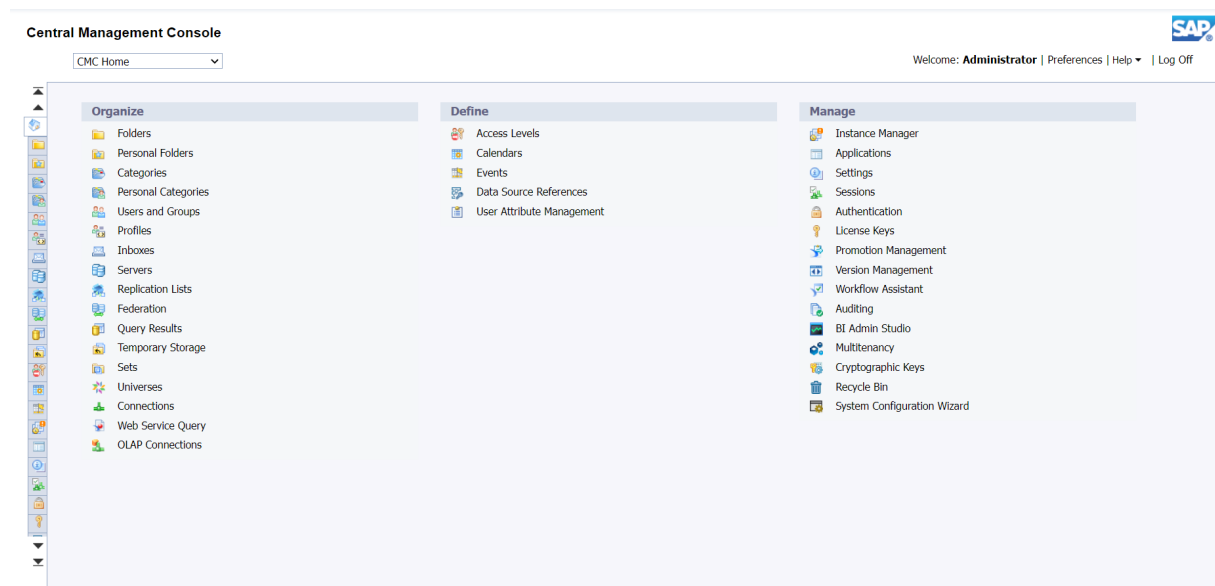 Central Management Console
SAP
CMC Home
Welcome: Administrator | Preferences | Help | Log Off
Organize
Folders
Personal Folders
Categories
Personal Categories
Users and Groups
Profiles
Inboxes
Servers
Replication Lists
Federation
Query Results
Temporary Storage
Sets
Universes
Connections
Web Service Query
OLAP Connections
Define
Access Levels
Calendars
Events
Data Source References
User Attribute Management
Manage
Instance Manager
Applications
Settings
Sessions
Authentication
License Keys
Promotion Management
Version Management
Workflow Assistant
Auditing
BI Admin Studio
Multitenancy
Cryptographic Keys
Recycle Bin
System Configuration Wizard